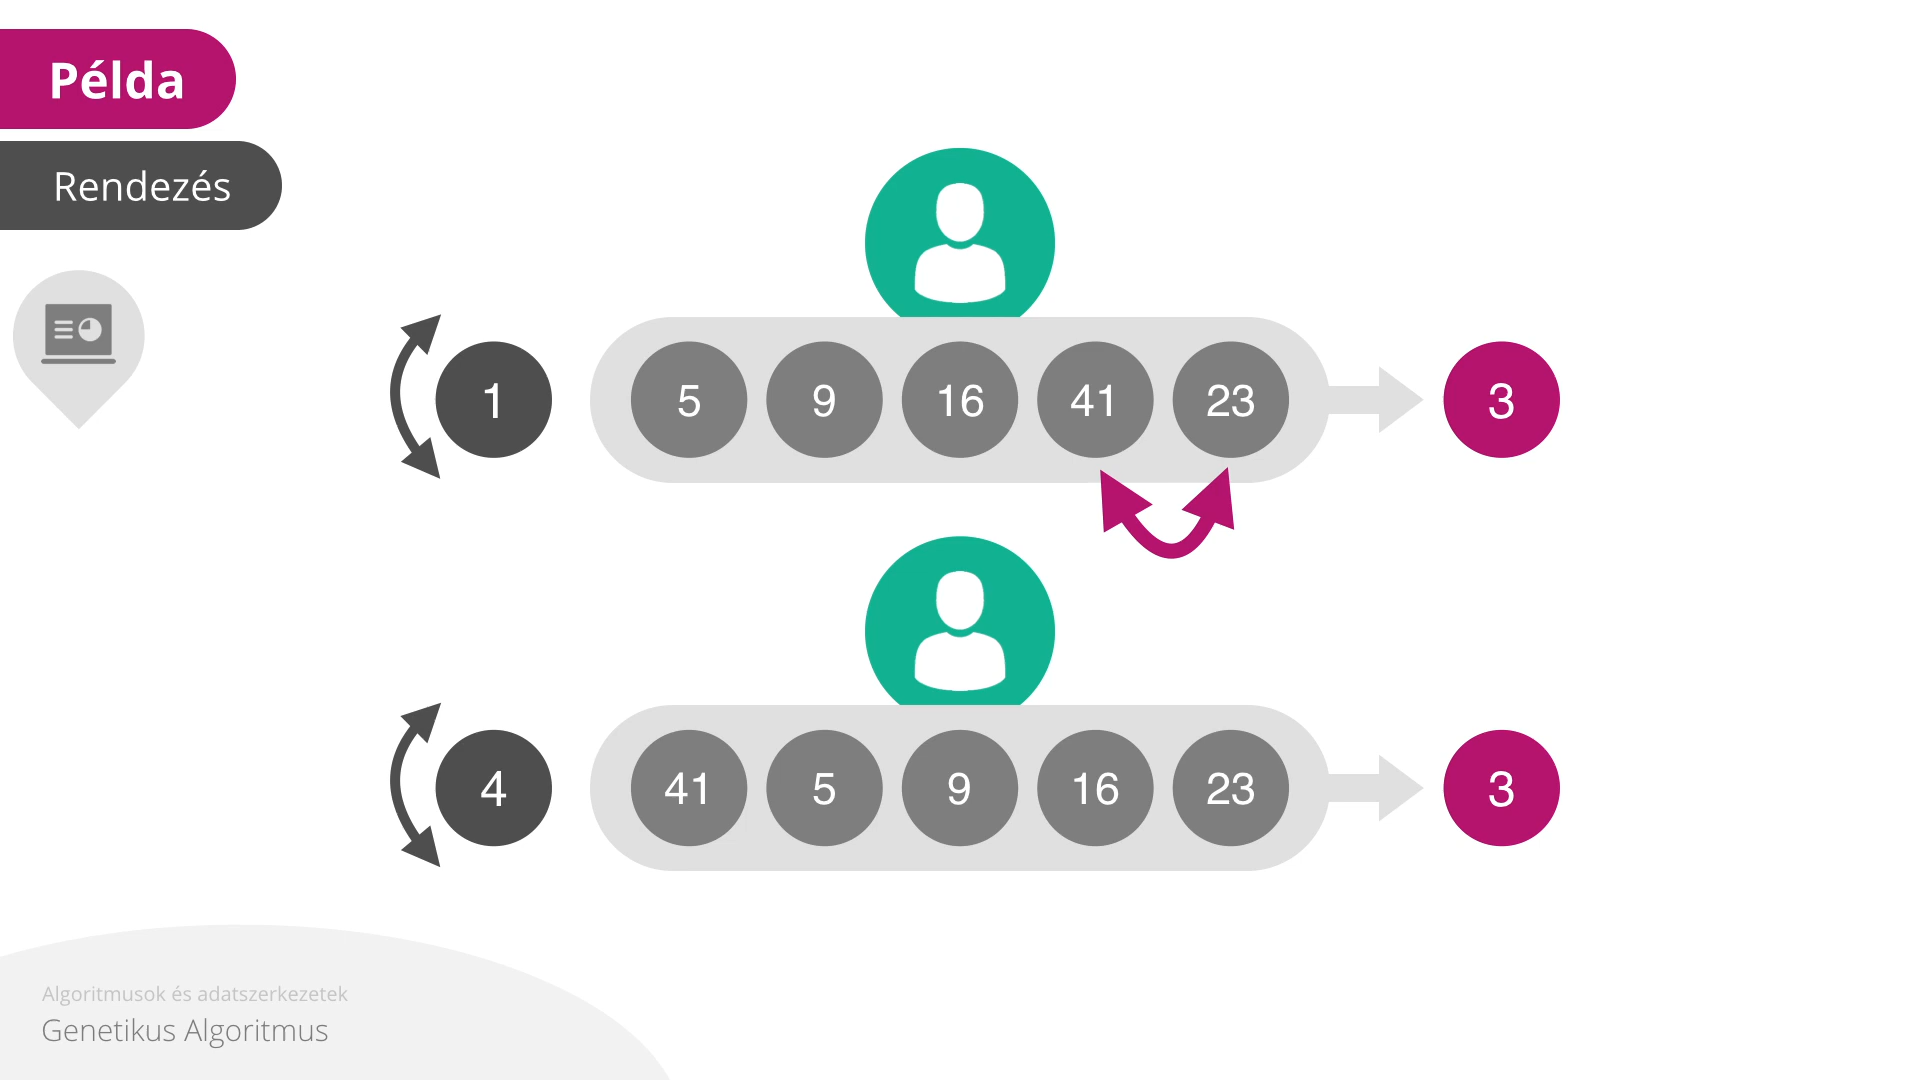 Példa
Rendezés
1 5 9 16 41 23 3
4 41 5 9 16 23 3
Algoritmusok és adatszerkezetek
Genetikus Algoritmus